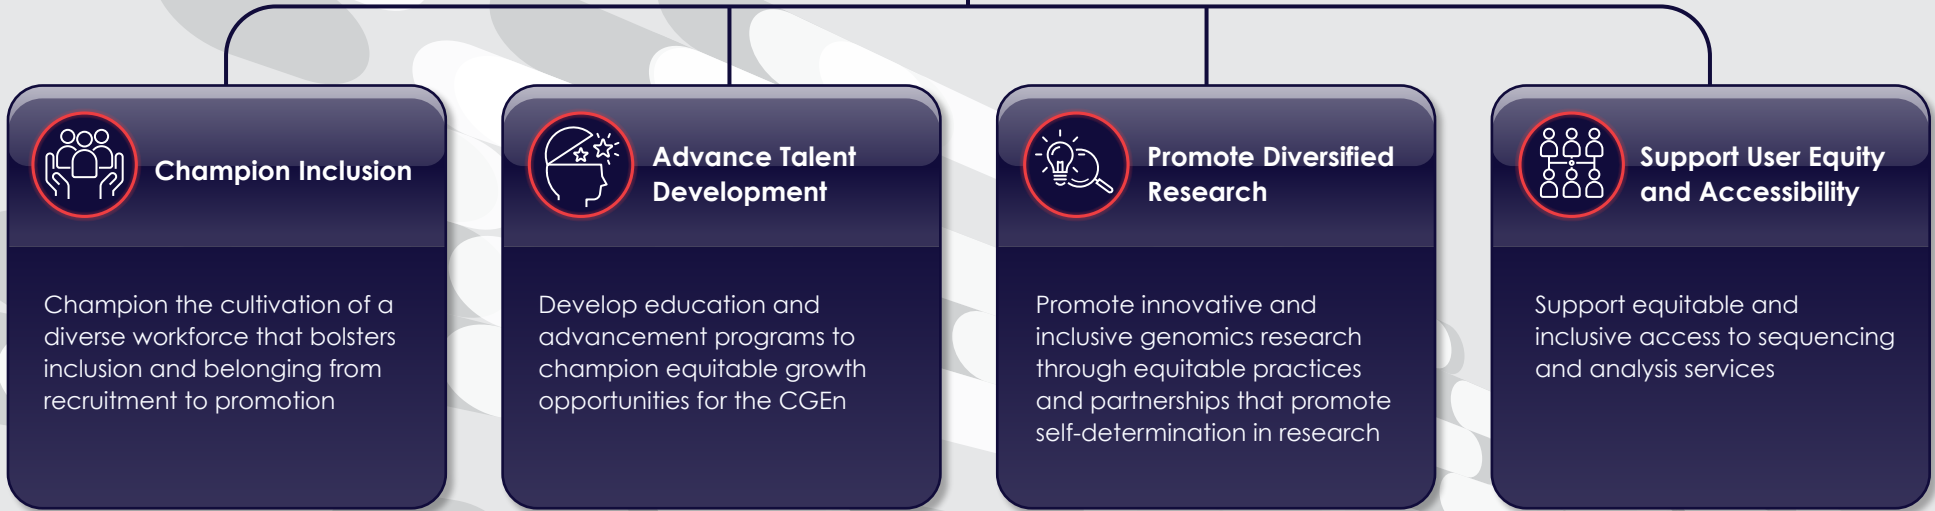 Champion Inclusion
Champion the cultivation of a
diverse workforce that bolsters
inclusion and belonging from
recruitment to promotion
Advance Talent
Development
Develop education and
advancement programs to
champion equitable growth
opportunities for the CGEn
Promote Diversified
Research
Promote innovative and
inclusive genomics research
through equitable practices
and partnerships that promote
self-determination in research
Support User Equity
and Accessibility
Support equitable and
inclusive access to sequencing
and analysis services